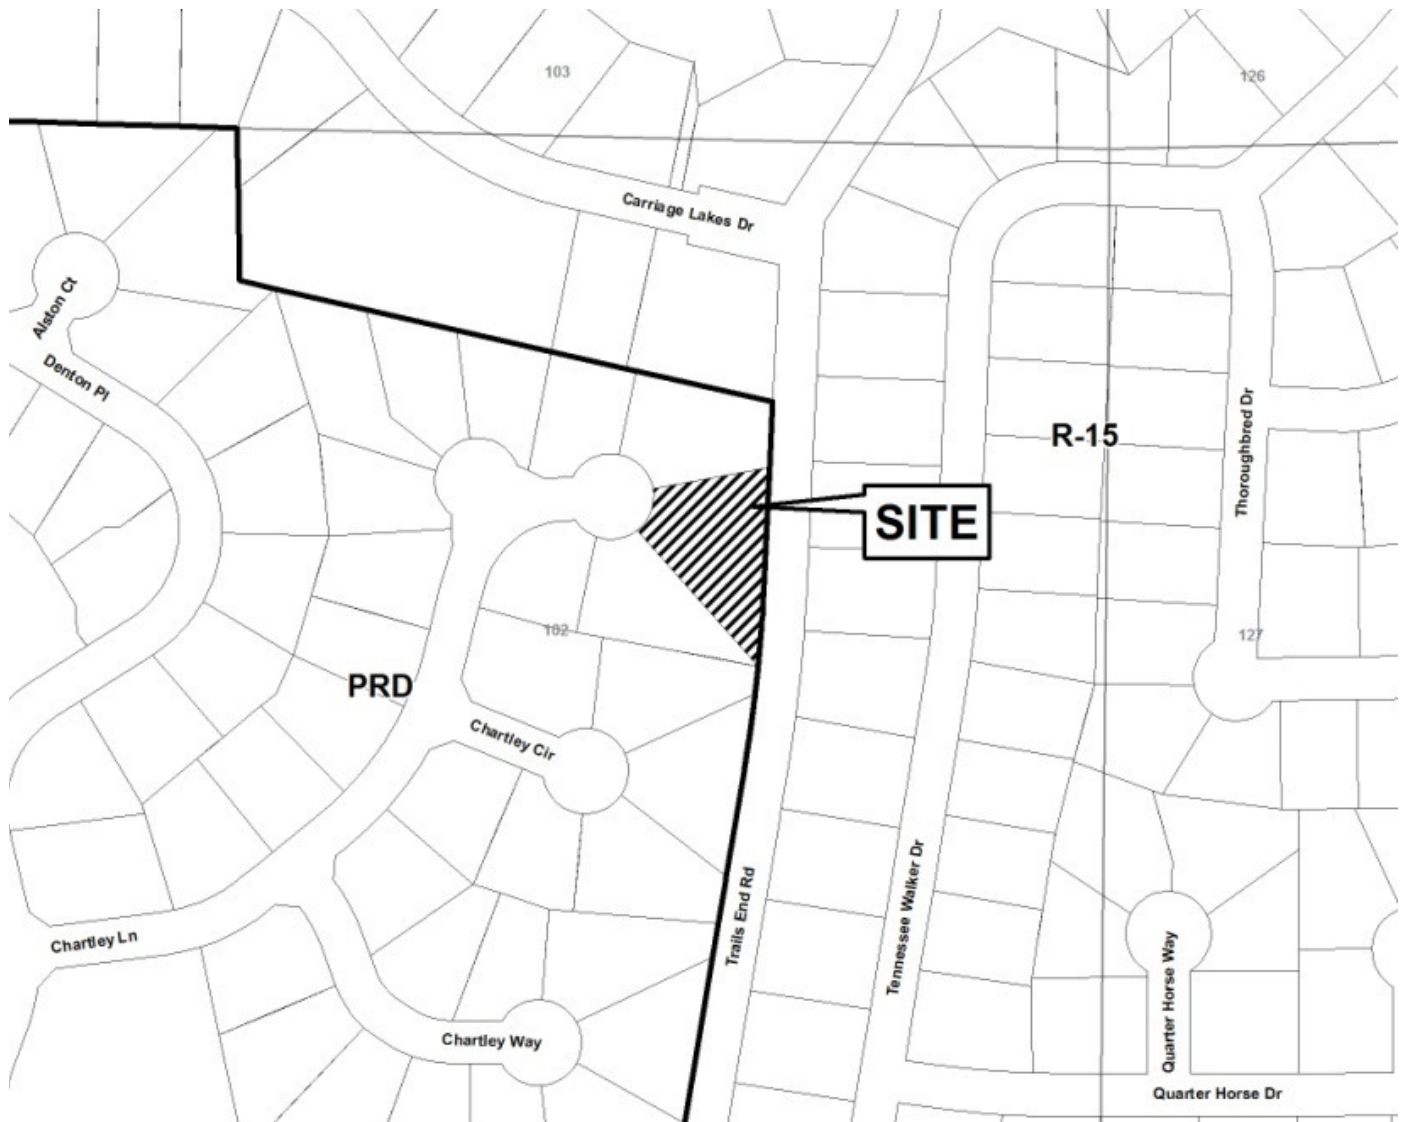 103
126
Carriage Lakes Dr
Alston Ct
Denton Pl
Thoroughbred Dr
R-15
SITE
102
127
PRD
Chartley Cir
Trails End Rd
Tennessee Walker Dr
Chartley Ln
Quarter Horse Way
Chartley Way
Quarter Horse Dr